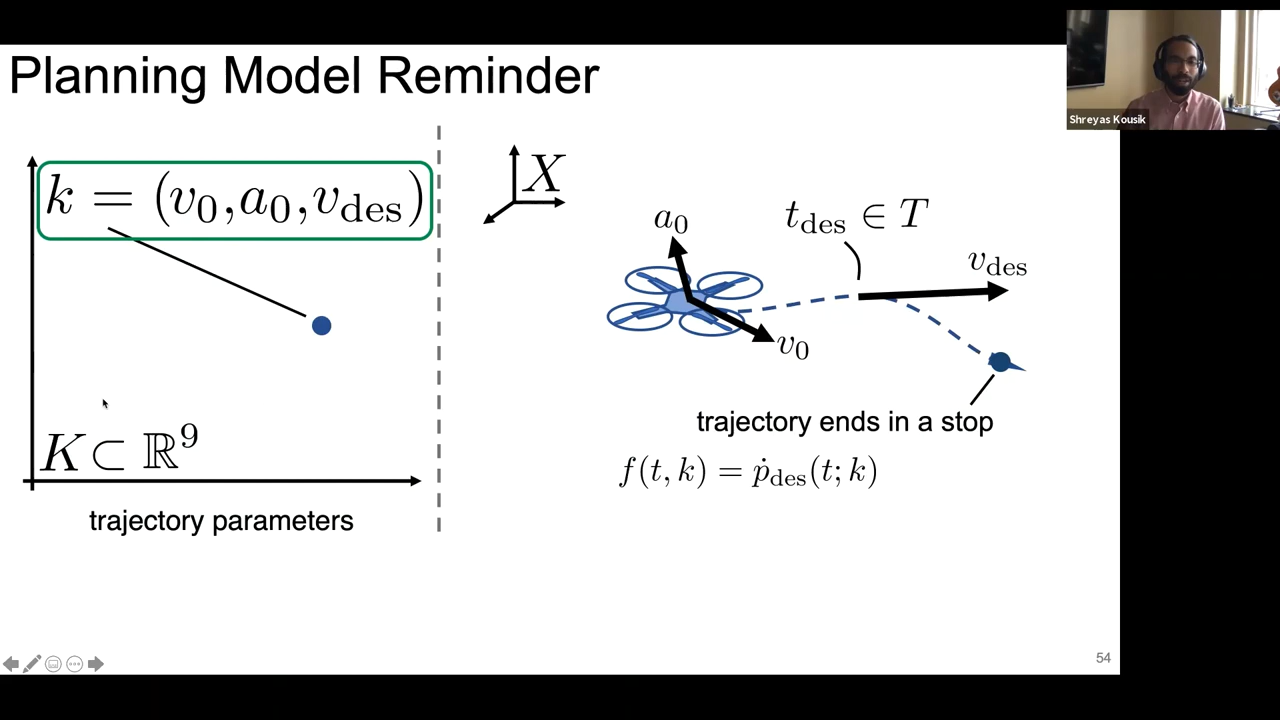 Planning Model Reminder
Shreyas Kousik
k = (v₀,a₀,v_des)
X
a₀
t_des ∈ T
v_des
v₀
trajectory ends in a stop
K ⊂ ℝ⁹
f(t, k) = ṗ_des(t; k)
trajectory parameters
54